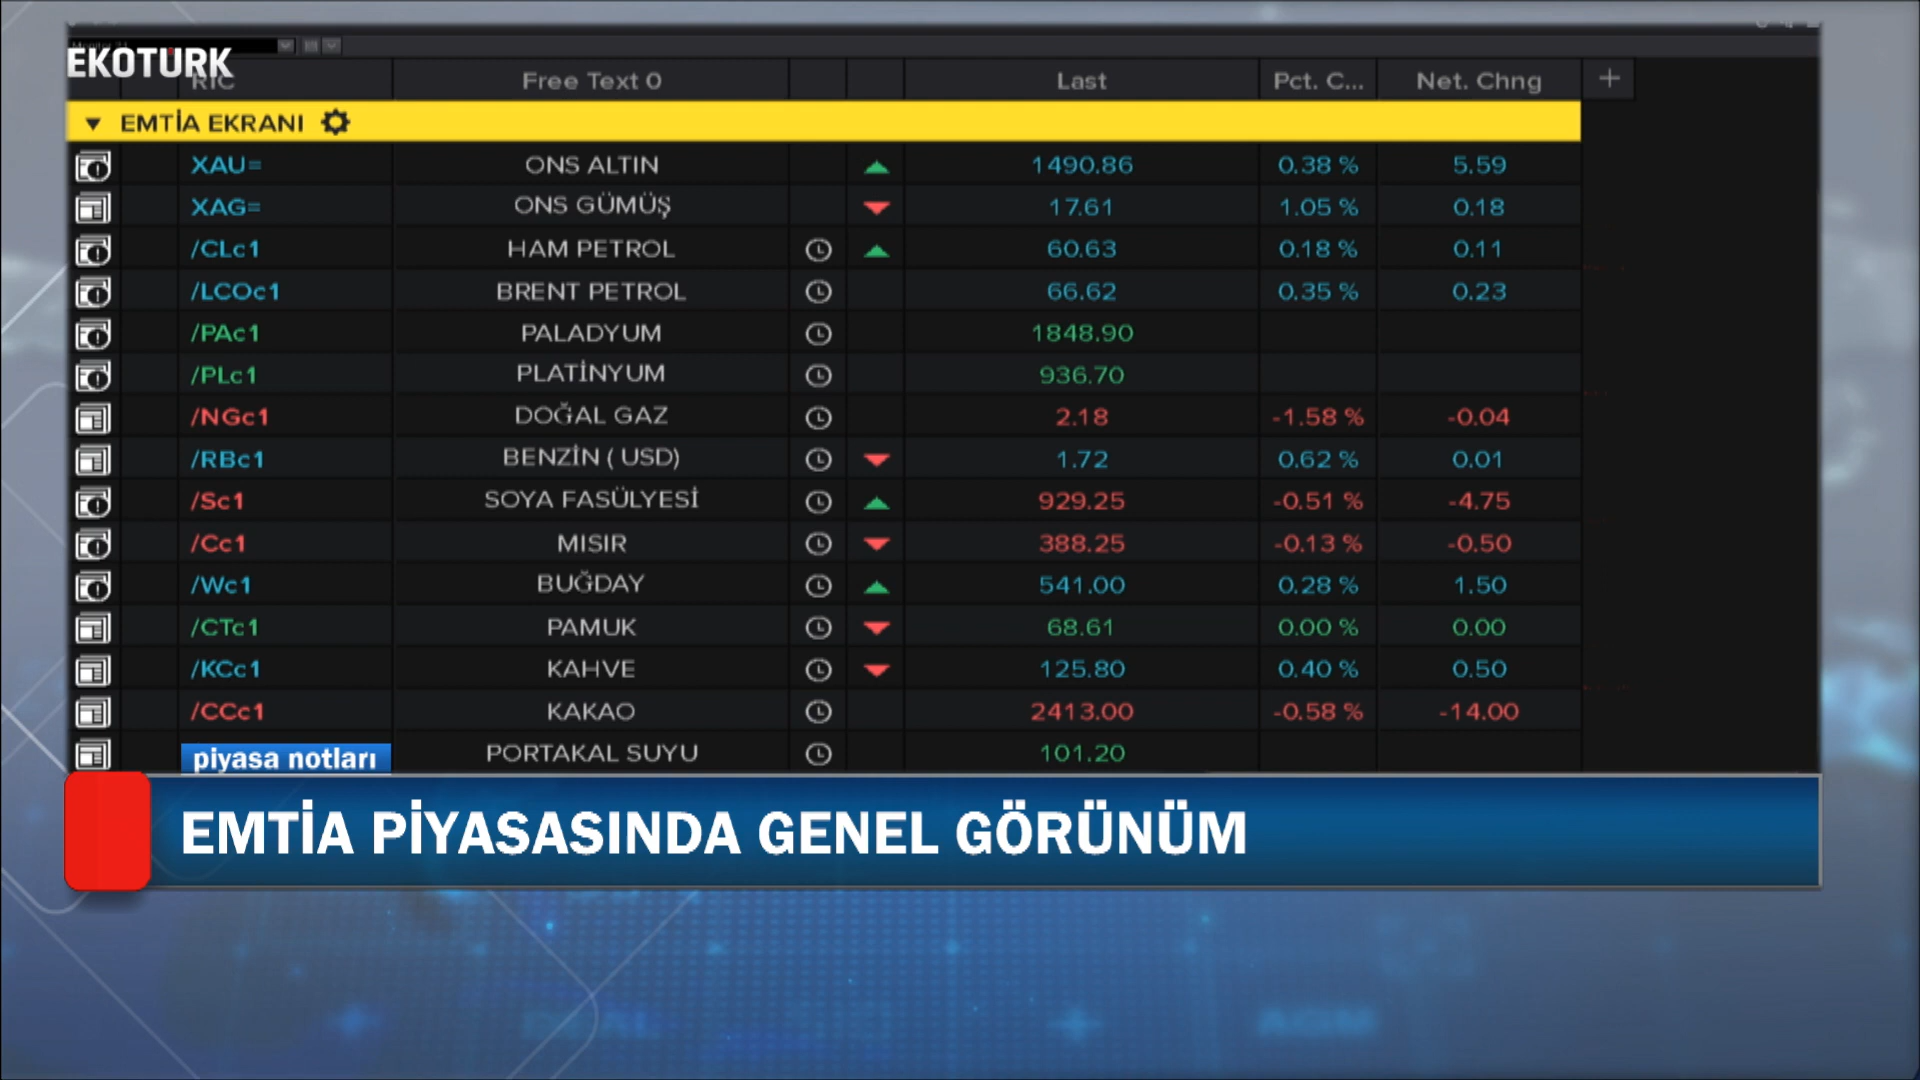 EKOTÜRK
RIC Free Text 0 Last Pct. C... Net. Chng +
EMTİA EKRANI
XAU= ONS ALTIN 1490.86 0.38 % 5.59
XAG= ONS GÜMÜŞ 17.61 1.05 % 0.18
/CLc1 HAM PETROL 60.63 0.18 % 0.11
/LCOc1 BRENT PETROL 66.62 0.35 % 0.23
/PAc1 PALADYUM 1848.90
/PLc1 PLATİNYUM 936.70
/NGc1 DOĞAL GAZ 2.18 -1.58 % -0.04
/RBc1 BENZİN ( USD) 1.72 0.62 % 0.01
/Sc1 SOYA FASÜLYESİ 929.25 -0.51 % -4.75
/Cc1 MISIR 388.25 -0.13 % -0.50
/Wc1 BUĞDAY 541.00 0.28 % 1.50
/CTc1 PAMUK 68.61 0.00 % 0.00
/KCc1 KAHVE 125.80 0.40 % 0.50
/CCc1 KAKAO 2413.00 -0.58 % -14.00
PORTAKAL SUYU 101.20
piyasa notları
EMTİA PİYASASINDA GENEL GÖRÜNÜM